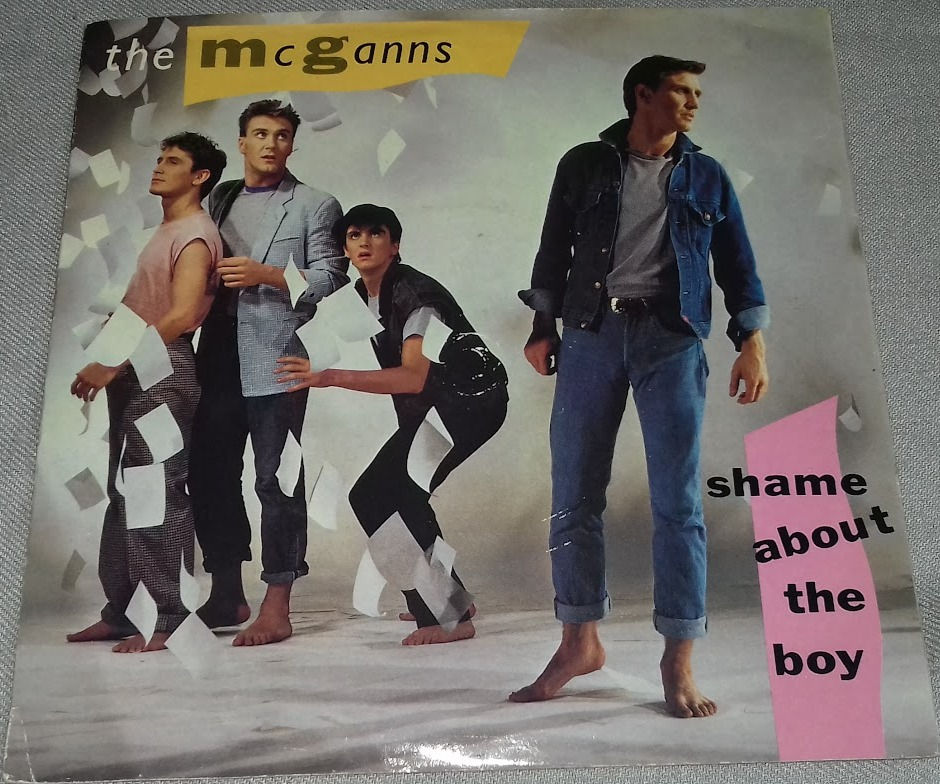 the mcganns
shame
about
the
boy